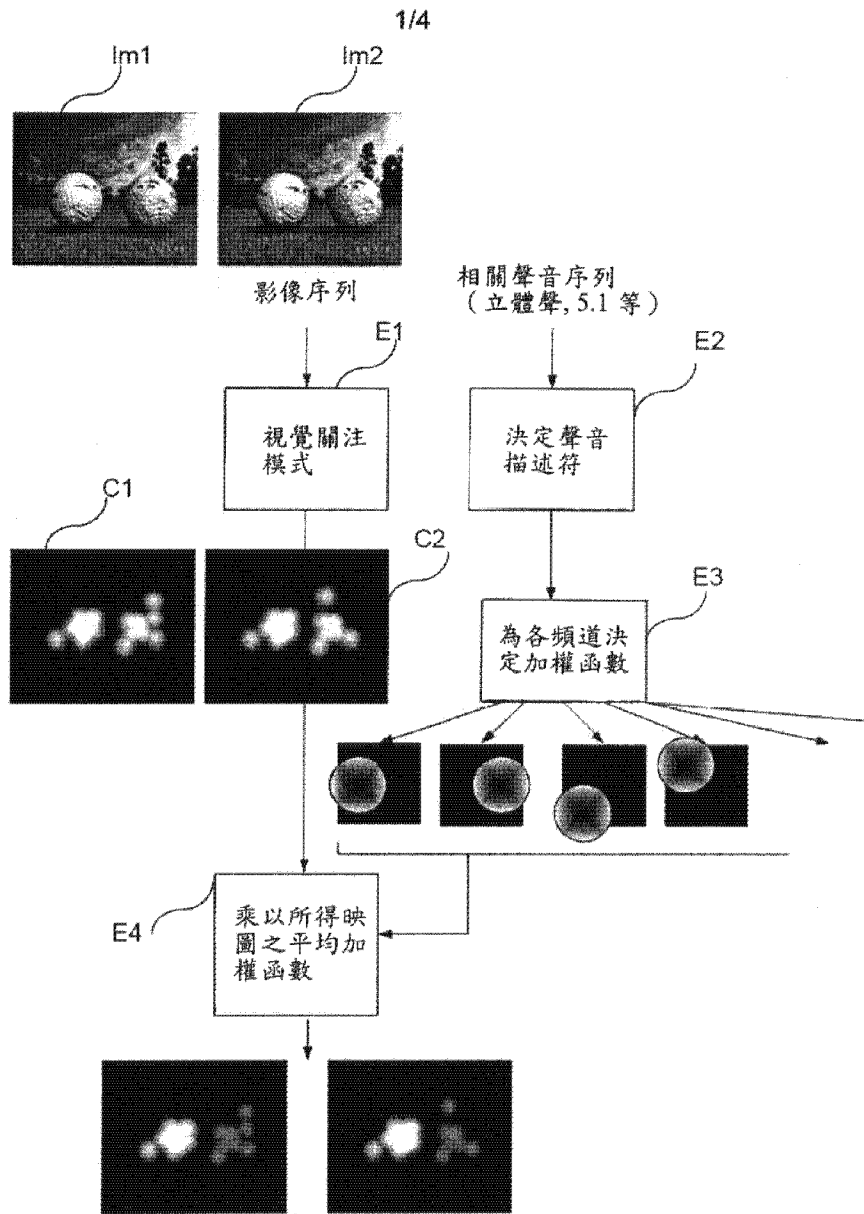 1/4
Im1
Im2
影像序列
相關聲音序列
（立體聲, 5.1 等）
E1
E2
視覺關注
模式
決定聲音
描述符
C1
C2
E3
為各頻道決
定加權函數
E4
乘以所得映
圖之平均加
權函數